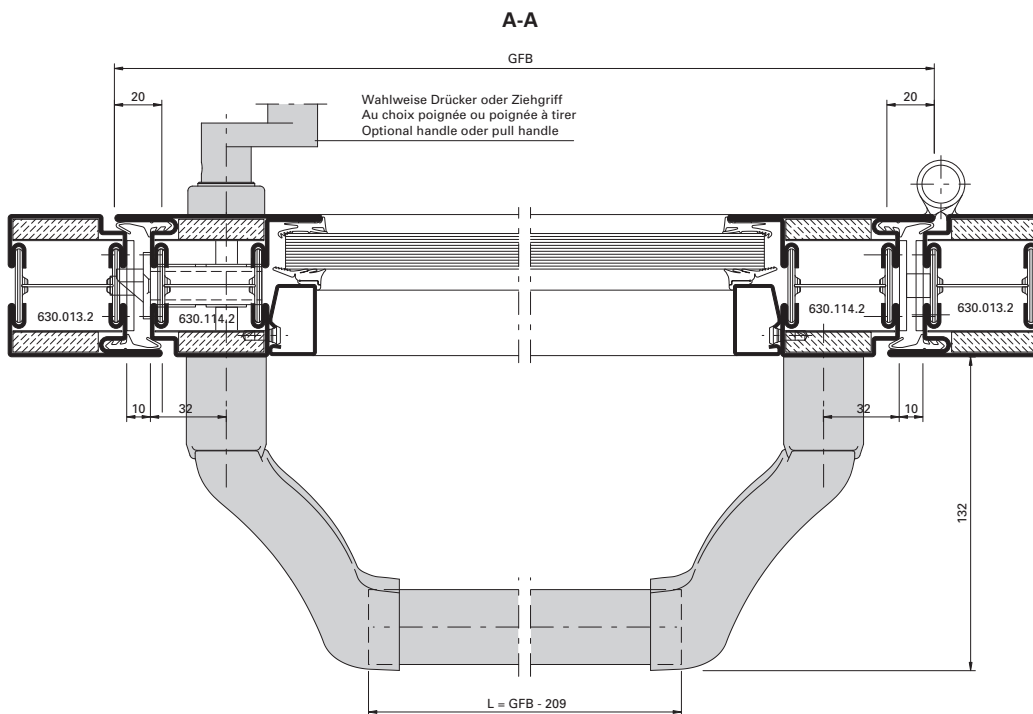 A-A
GFB
20
Wahlweise Drücker oder Ziehgriff
Au choix poignée ou poignée à tirer
Optional handle oder pull handle
20
630.013.2
630.114.2
630.114.2
630.013.2
10
32
32
10
132
L = GFB - 209